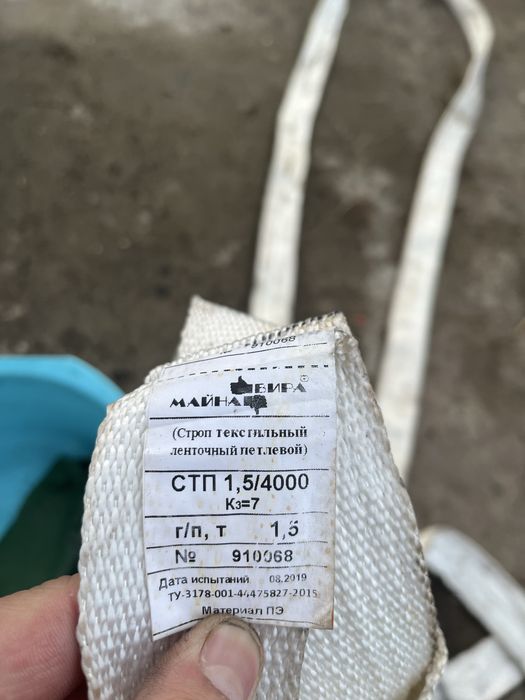 № 910068
МАЙНА ВИРА®
(Строп текстильный
ленточный петлевой)
СТП 1,5/4000
Кз=7
г/п, т 1,5
№ 910068
Дата испытаний 08.2019
ТУ-3178-001-44475827-2015
Материал ПЭ